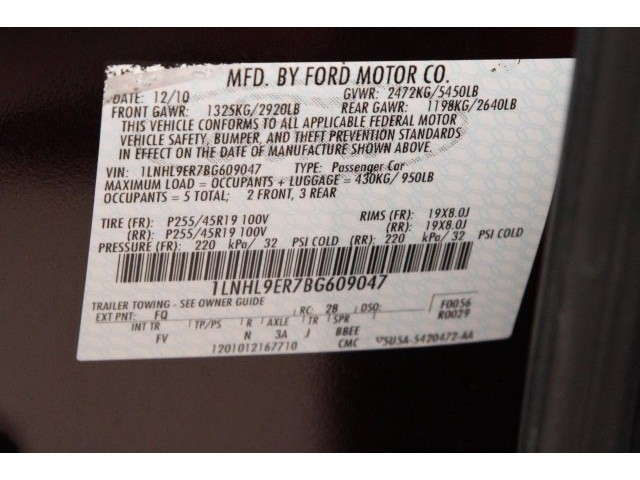 MFD. BY FORD MOTOR CO.
DATE: 12/10 GVWR: 2472KG/5450LB
FRONT GAWR: 1325KG/2920LB REAR GAWR: 1198KG/2640LB
THIS VEHICLE CONFORMS TO ALL APPLICABLE FEDERAL MOTOR
VEHICLE SAFETY, BUMPER, AND THEFT PREVENTION STANDARDS
IN EFFECT ON THE DATE OF MANUFACTURE SHOWN ABOVE.
VIN: 1LNHL9ER7BG609047 TYPE: Passenger Car
MAXIMUM LOAD = OCCUPANTS + LUGGAGE = 430KG/950LB
OCCUPANTS = 5 TOTAL; 2 FRONT, 3 REAR
TIRE (FR): P255/45R19 100V RIMS (FR): 19X8.0J
(RR): P255/45R19 100V (RR): 19X8.0J
PRESSURE (FR): 220 kPa/ 32 PSI COLD (RR): 220 kPa/ 32 PSI COLD
1LNHL9ER7BG609047
TRAILER TOWING - SEE OWNER GUIDE
EXT PNT: FQ RC: 28 DSO: F0056
R0029
INT TR TP/PS R AXLE TR SPR
FV N 3A J BBEE
1201012167710 CMC 5U5A-5420472-AA